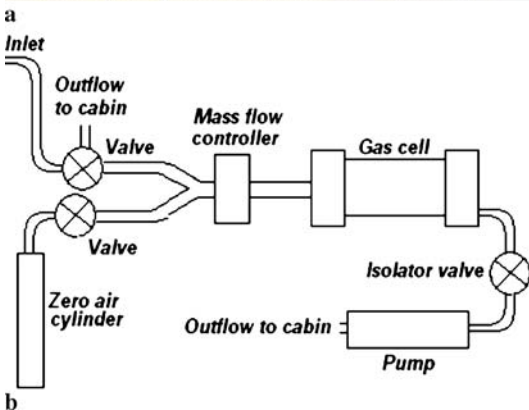 a
Inlet
Outflow
to cabin
Valve
Mass flow
controller
Gas cell
Valve
Zero air
cylinder
Isolator valve
Outflow to cabin
Pump
b